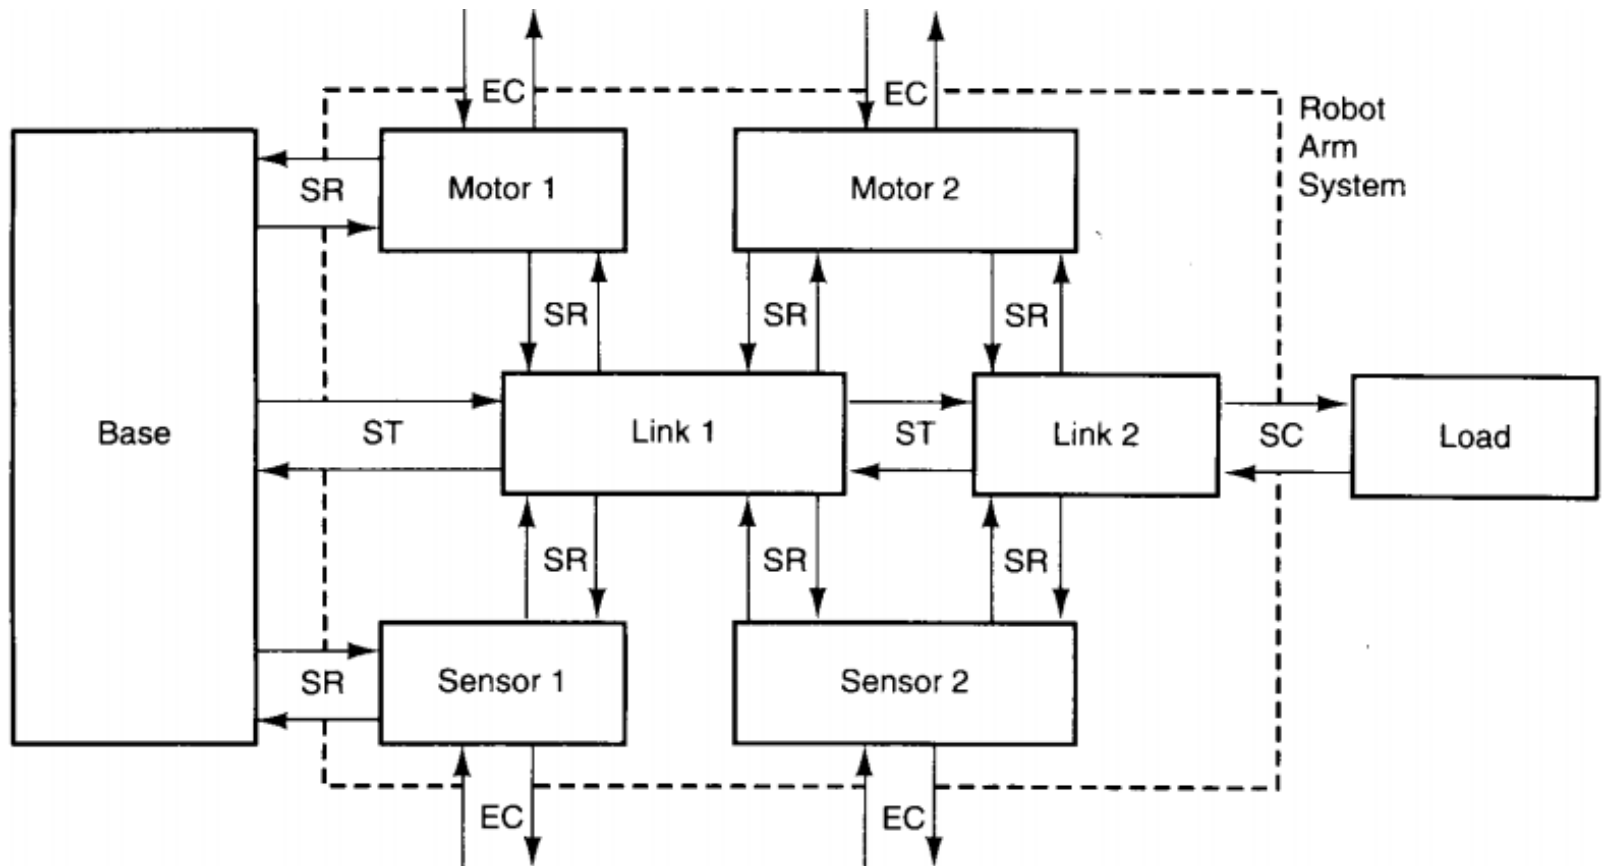 EC
EC
Robot
Arm
System
SR
Motor 1
Motor 2
SR
SR
SR
Base
ST
Link 1
ST
Link 2
SC
Load
SR
SR
SR
SR
Sensor 1
Sensor 2
EC
EC